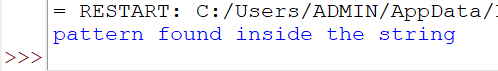 = RESTART: C:/Users/ADMIN/AppData/
pattern found inside the string
>>>